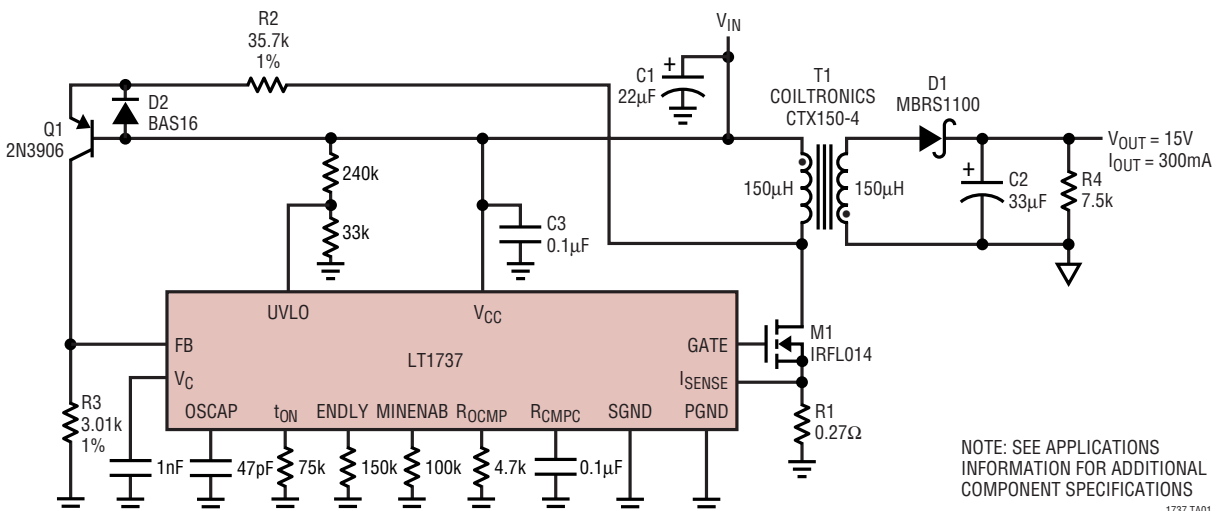 R2
35.7k
1%
V_IN
C1
22µF
+
T1
COILTRONICS
CTX150-4
D1
MBRS1100
D2
BAS16
Q1
2N3906
240k
33k
C3
0.1µF
150µH
150µH
+
C2
33µF
R4
7.5k
V_OUT = 15V
I_OUT = 300mA
UVLO
V_CC
FB
LT1737
GATE
M1
IRFL014
V_C
I_SENSE
R3
3.01k
1%
OSCAP
t_ON
ENDLY
MINENAB
R_OCMP
R_CMPC
SGND
PGND
R1
0.27Ω
1nF
47pF
75k
150k
100k
4.7k
0.1µF
NOTE: SEE APPLICATIONS
INFORMATION FOR ADDITIONAL
COMPONENT SPECIFICATIONS
1737 TA01